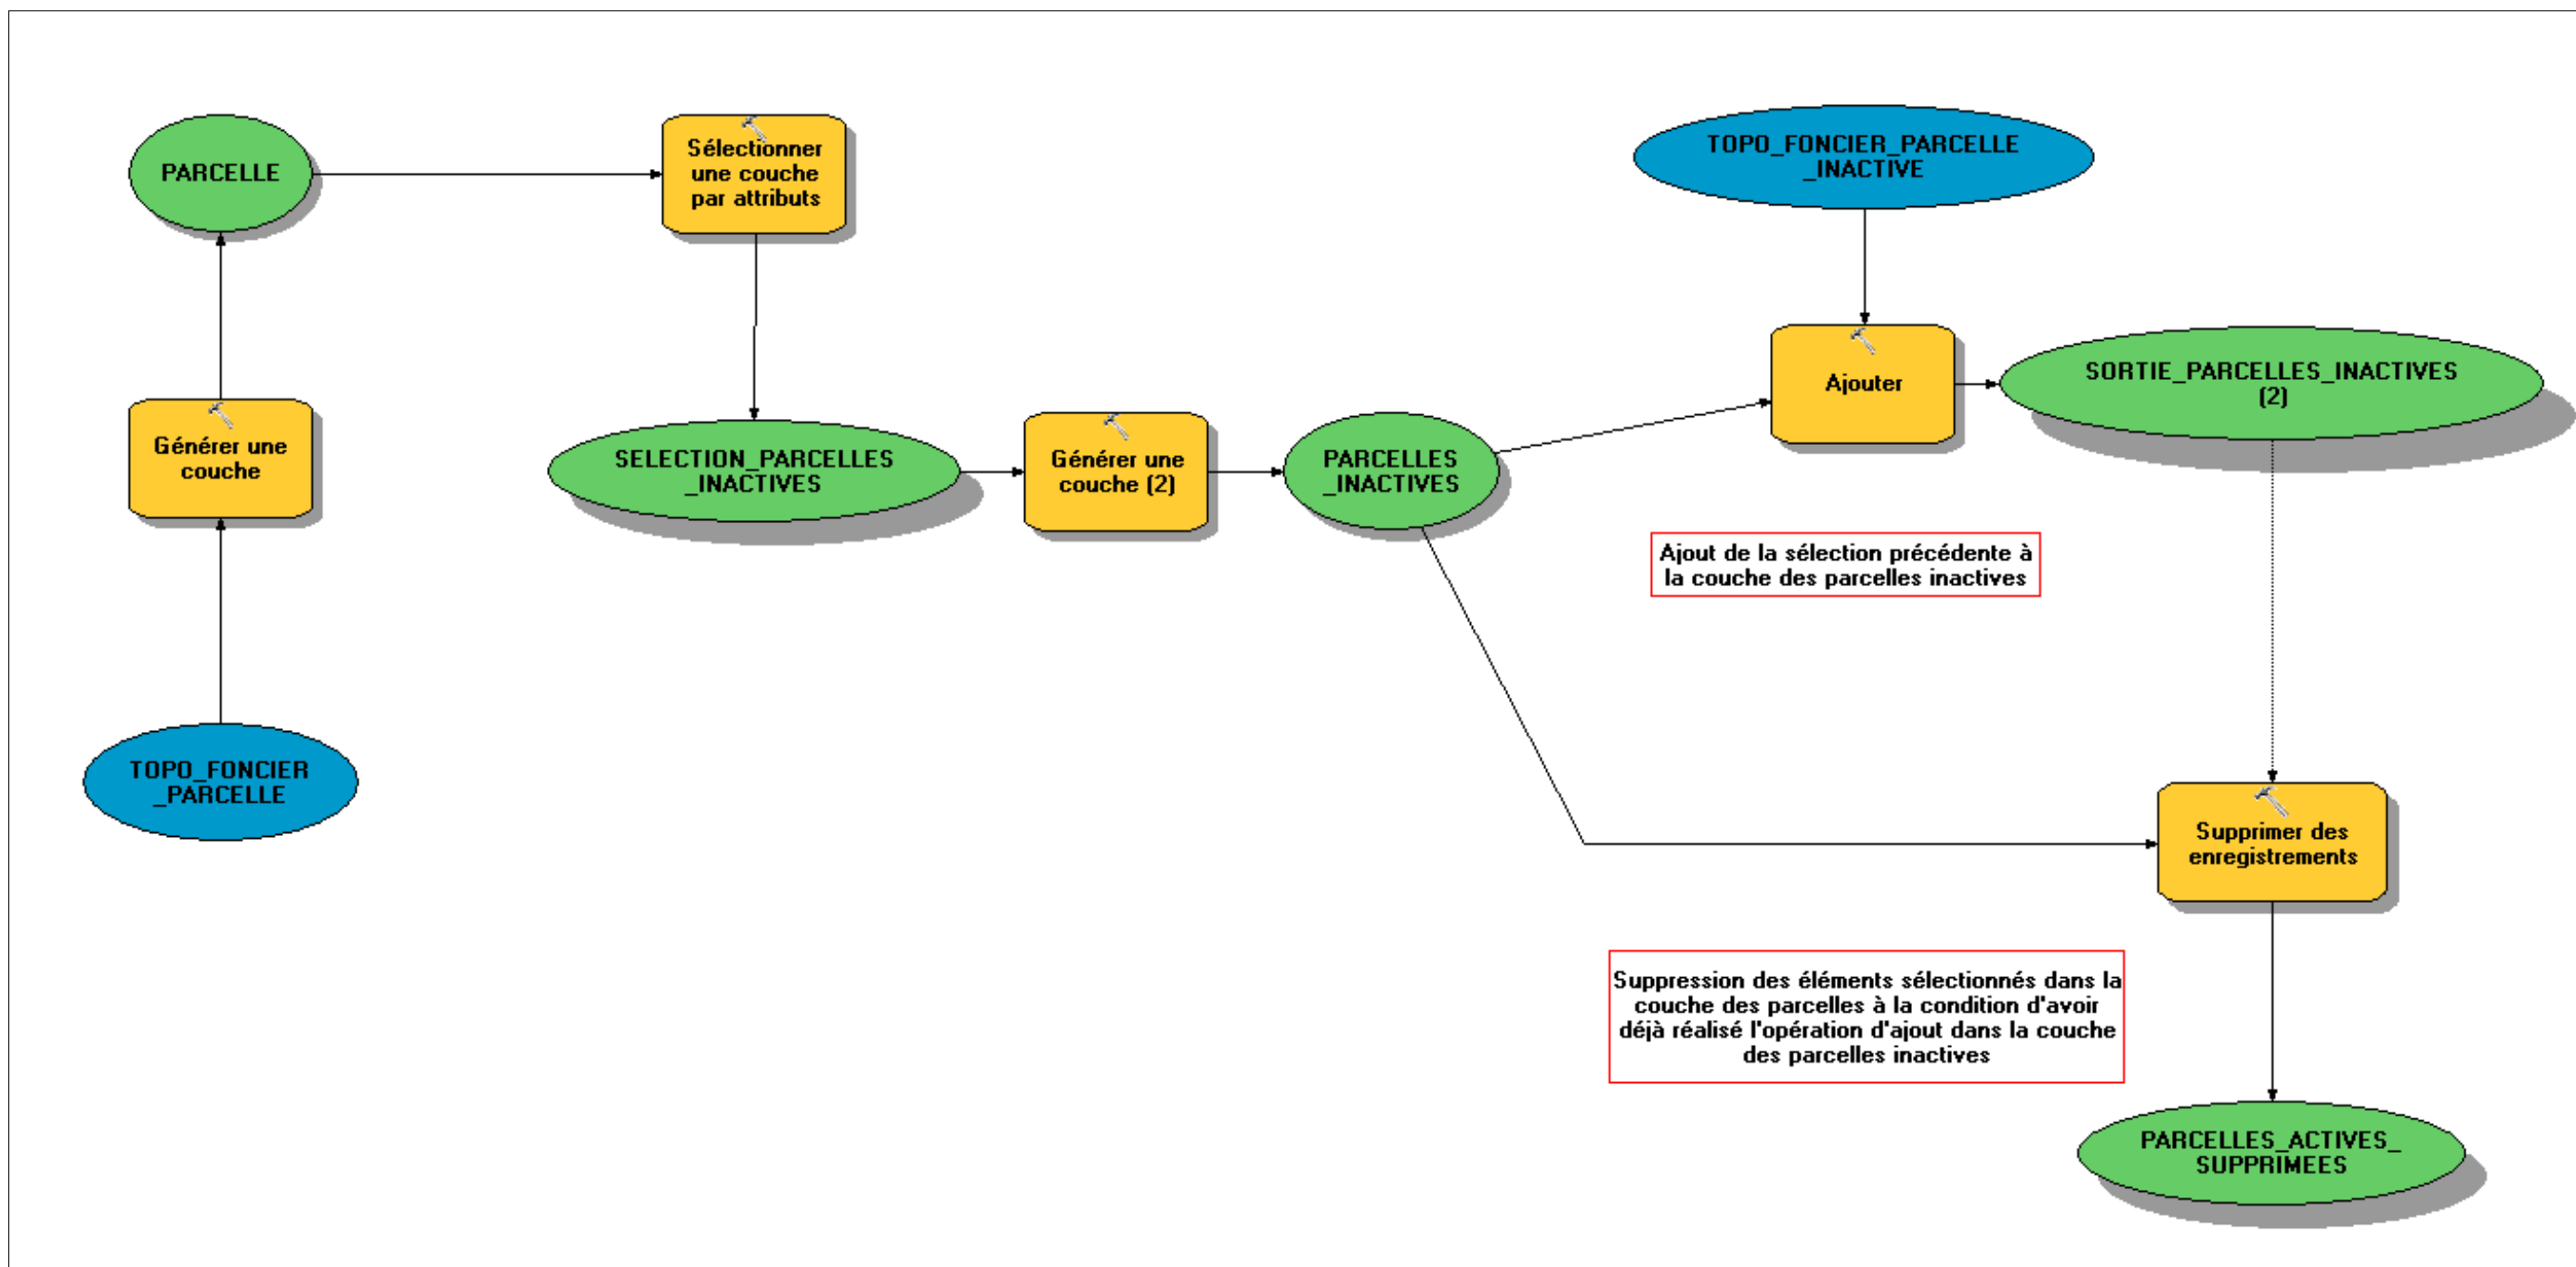 PARCELLE
Sélectionner
une couche
par attributs
TOPO_FONCIER_PARCELLE
_INACTIVE
Générer une
couche
SELECTION_PARCELLES
_INACTIVES
Générer une
couche (2)
PARCELLES
_INACTIVES
Ajouter
SORTIE_PARCELLES_INACTIVES
(2)
Ajout de la sélection précédente à
la couche des parcelles inactives
TOPO_FONCIER
_PARCELLE
Supprimer des
enregistrements
Suppression des éléments sélectionnés dans la
couche des parcelles à la condition d'avoir
déjà réalisé l'opération d'ajout dans la couche
des parcelles inactives
PARCELLES_ACTIVES_
SUPPRIMEES